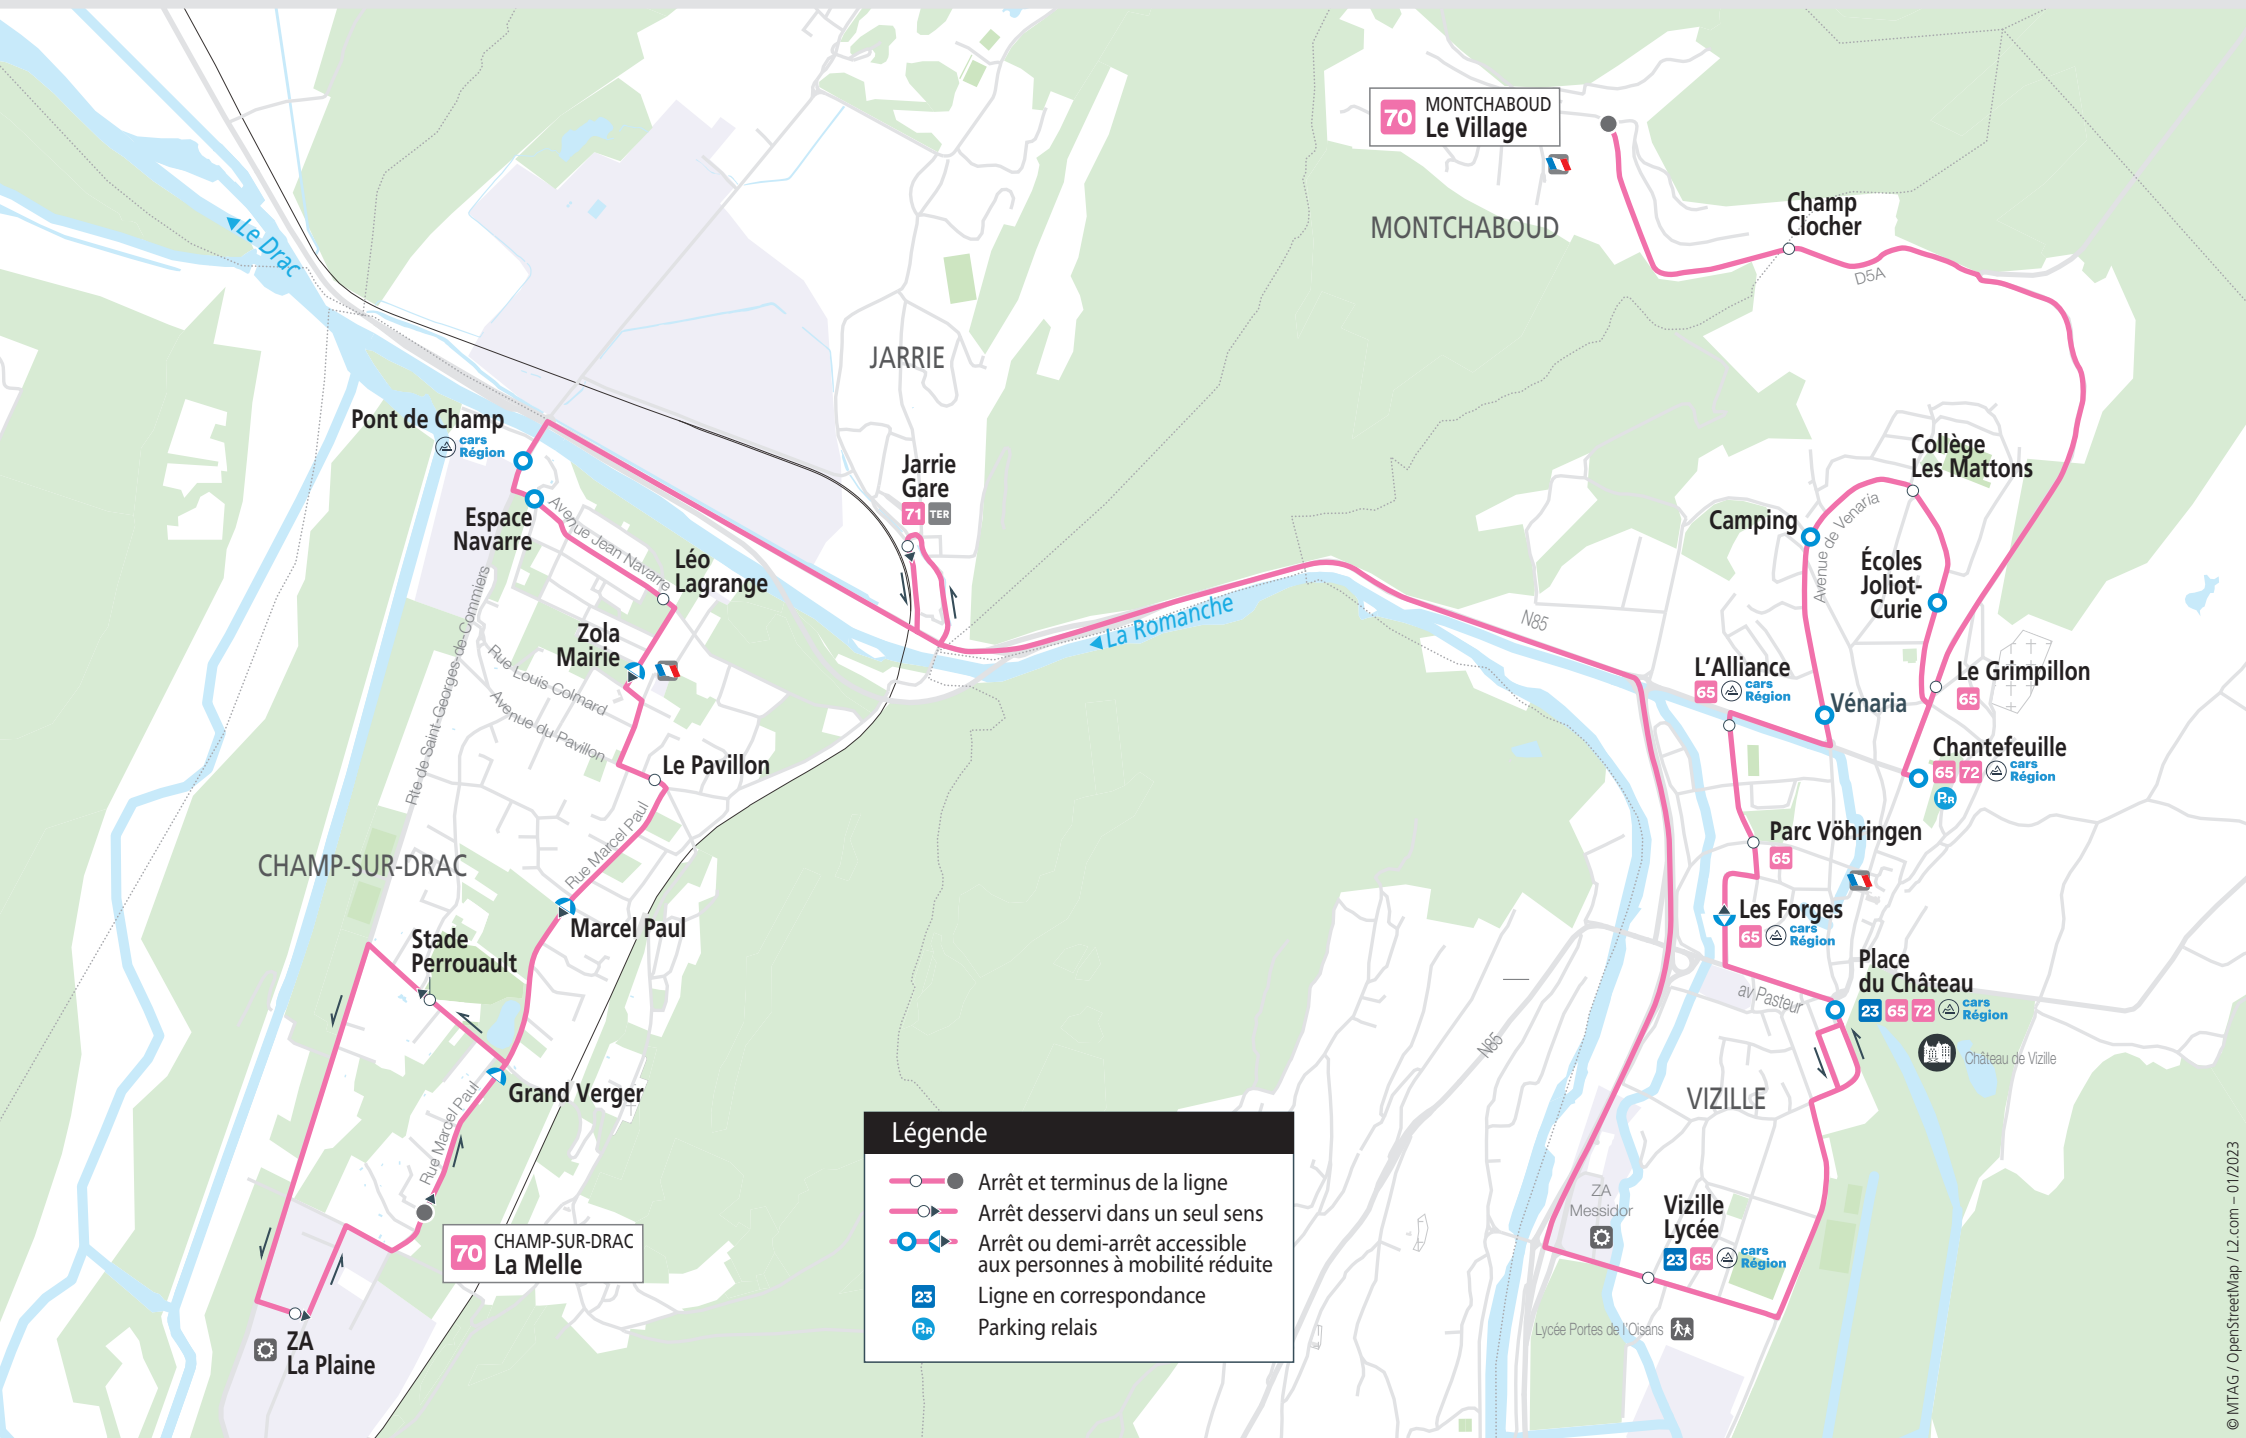 70
MONTCHABOUD
Le Village
MONTCHABOUD
Champ
Clocher
D5A
Le Drac
JARRIE
Pont de Champ
cars
Région
Espace
Navarre
Avenue Jean Navarre
Léo
Lagrange
Jarrie
Gare
71 TER
Zola
Mairie
Rte de Saint-Georges-de-Commiers
Rue Louis Colmard
Avenue du Pavillon
Le Pavillon
Rue Marcel Paul
CHAMP-SUR-DRAC
Marcel Paul
Stade
Perrouault
Grand Verger
Rue Marcel Paul
70
CHAMP-SUR-DRAC
La Melle
ZA
La Plaine
La Romanche
N85
Collège
Les Mattons
Camping
Avenue de Venaria
Écoles
Joliot-
Curie
L'Alliance
65 cars
Région
Vénaria
Le Grimpillon
65
Chantefeuille
65 72 cars
Région
P+R
Parc Vöhringen
65
Les Forges
65 cars
Région
Place
du Château
23 65 72 cars
Région
av Pasteur
Château de Vizille
N85
VIZILLE
ZA
Messidor
Vizille
Lycée
23 65 cars
Région
Lycée Portes de l'Oisans
Légende
Arrêt et terminus de la ligne
Arrêt desservi dans un seul sens
Arrêt ou demi-arrêt accessible
aux personnes à mobilité réduite
23 Ligne en correspondance
P+R Parking relais
© MTAG / OpenStreetMap / L2.com – 01/2023